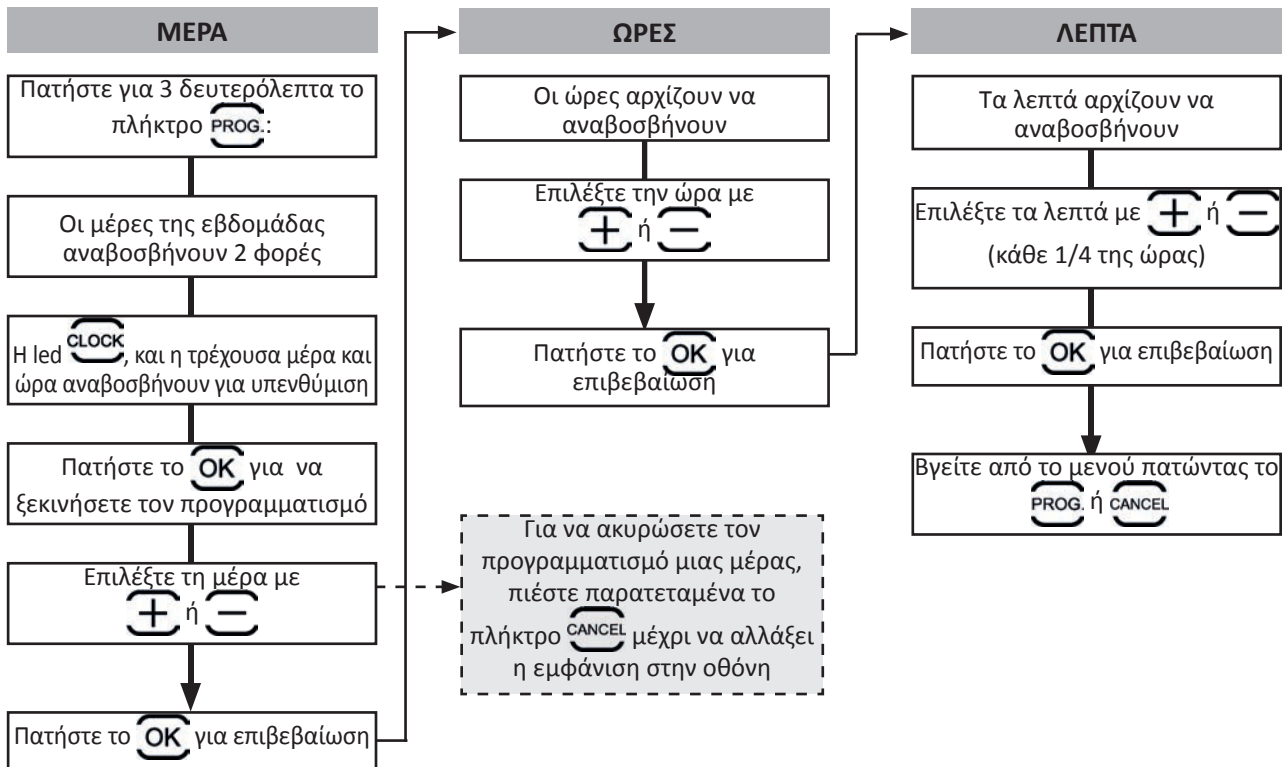 ΜΕΡΑ
Πατήστε για 3 δευτερόλεπτα το
πλήκτρο PROG.:
Οι μέρες της εβδομάδας
αναβοσβήνουν 2 φορές
Η led CLOCK, και η τρέχουσα μέρα και
ώρα αναβοσβήνουν για υπενθύμιση
Πατήστε το OK για να
ξεκινήσετε τον προγραμματισμό
Επιλέξτε τη μέρα με
+ ή −
Πατήστε το OK για επιβεβαίωση
Για να ακυρώσετε τον
προγραμματισμό μιας μέρας,
πιέστε παρατεταμένα το
πλήκτρο CANCEL μέχρι να αλλάξει
η εμφάνιση στην οθόνη
ΩΡΕΣ
Οι ώρες αρχίζουν να
αναβοσβήνουν
Επιλέξτε την ώρα με
+ ή −
Πατήστε το OK για
επιβεβαίωση
ΛΕΠΤΑ
Τα λεπτά αρχίζουν να
αναβοσβήνουν
Επιλέξτε τα λεπτά με + ή −
(κάθε 1/4 της ώρας)
Πατήστε το OK για επιβεβαίωση
Βγείτε από το μενού πατώντας το
PROG. ή CANCEL